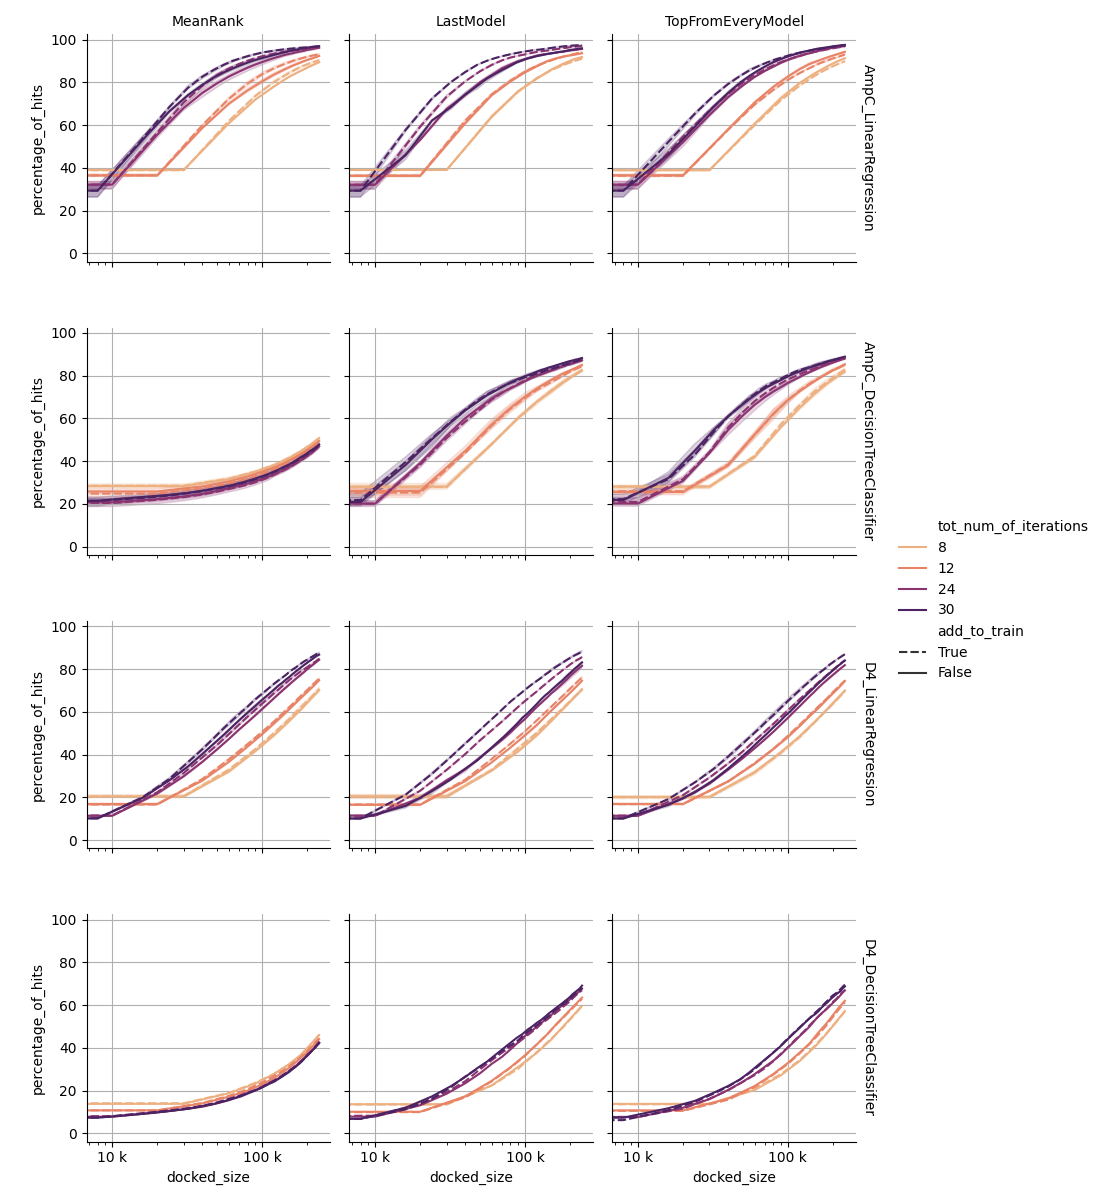 MeanRank LastModel TopFromEveryModel
100
80
60
40
20
0
percentage_of_hits
AmpC_LinearRegression
100
80
60
40
20
0
percentage_of_hits
AmpC_DecisionTreeClassifier
tot_num_of_iterations
8
12
24
30
add_to_train
True
False
100
80
60
40
20
0
percentage_of_hits
D4_LinearRegression
100
80
60
40
20
0
percentage_of_hits
D4_DecisionTreeClassifier
10 k 100 k 10 k 100 k 10 k 100 k
docked_size docked_size docked_size